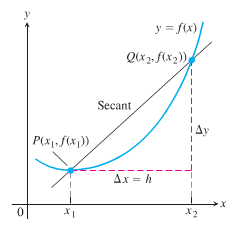 y
y = f(x)
Q(x₂, f(x₂))
Secant
Δy
P(x₁, f(x₁))
Δx = h
0
x₁
x₂
x